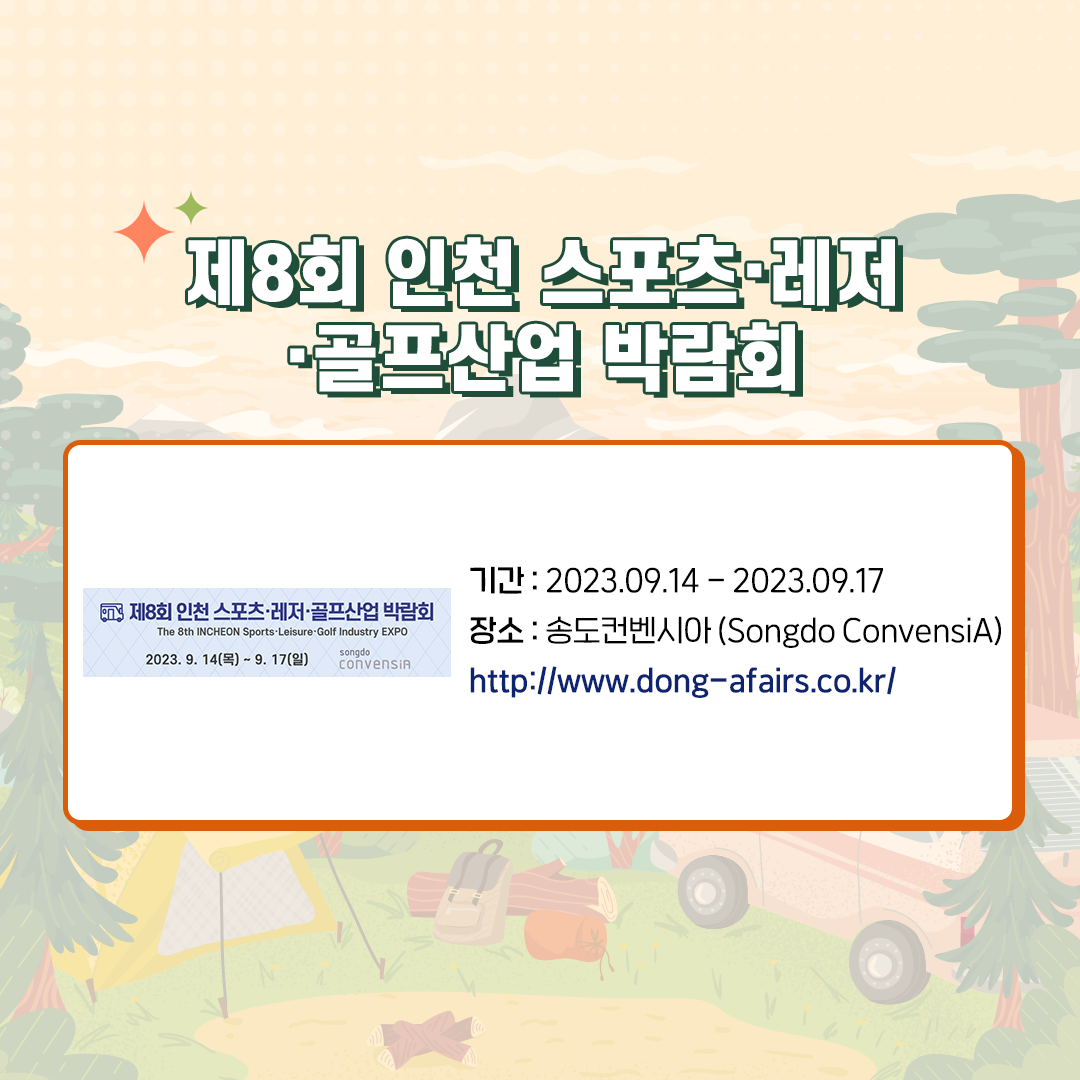 제8회 인천 스포츠·레저
·골프산업 박람회
제8회 인천 스포츠·레저·골프산업 박람회
The 8th INCHEON Sports·Leisure·Golf Industry EXPO
2023. 9. 14(목) ~ 9. 17(일)
songdo
convensiA
기간 : 2023.09.14 - 2023.09.17
장소 : 송도컨벤시아 (Songdo ConvensiA)
http://www.dong-afairs.co.kr/